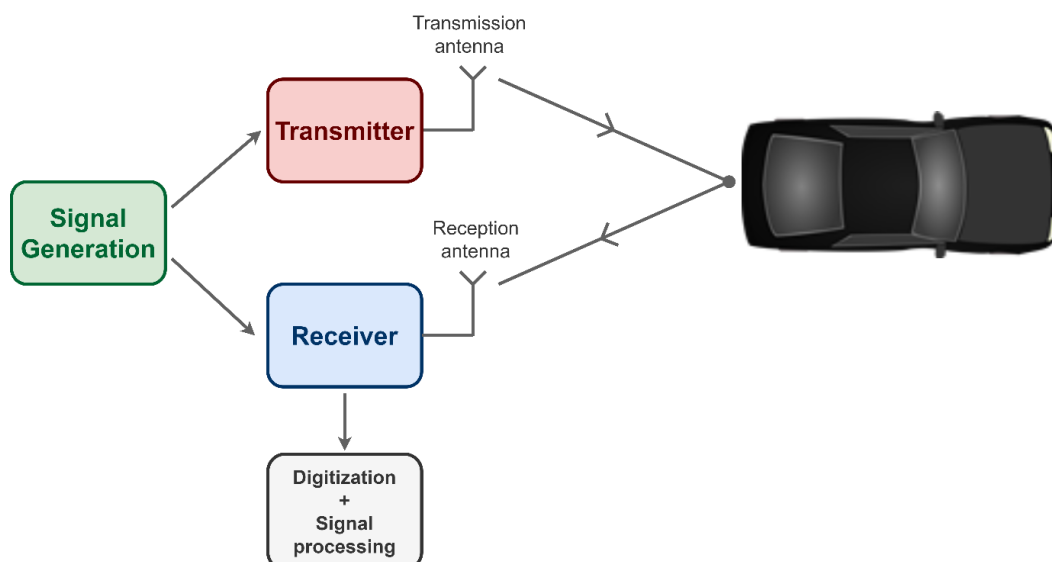 Transmission
antenna
Transmitter
Signal
Generation
Reception
antenna
Receiver
Digitization
+
Signal
processing